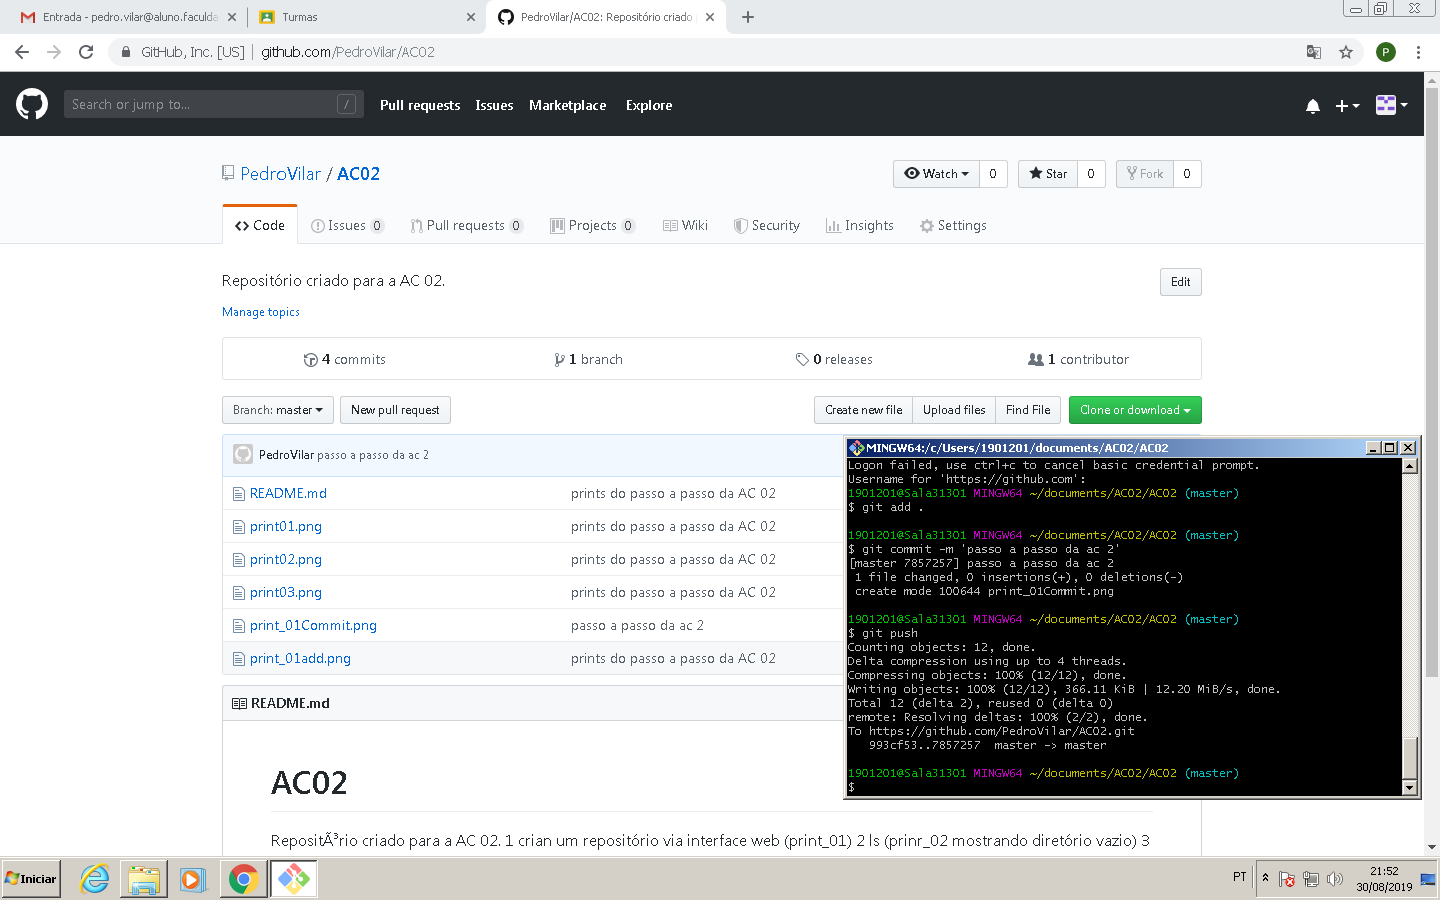 Entrada - pedro.vilar@aluno.faculda
Turmas
PedroVilar/AC02: Repositório criado
GitHub, Inc. [US] | github.com/PedroVilar/AC02
P
Search or jump to...
/
Pull requests Issues Marketplace Explore
PedroVilar / AC02
Watch 0 Star 0 Fork 0
Code Issues 0 Pull requests 0 Projects 0 Wiki Security Insights Settings
Repositório criado para a AC 02.
Edit
Manage topics
4 commits 1 branch 0 releases 1 contributor
Branch: master New pull request Create new file Upload files Find File Clone or download
PedroVilar passo a passo da ac 2
README.md prints do passo a passo da AC 02
print01.png prints do passo a passo da AC 02
print02.png prints do passo a passo da AC 02
print03.png prints do passo a passo da AC 02
print_01Commit.png passo a passo da ac 2
print_01add.png prints do passo a passo da AC 02
README.md
AC02
RepositÃ³rio criado para a AC 02. 1 crian um repositório via interface web (print_01) 2 ls (prinr_02 mostrando diretório vazio) 3
MINGW64:/c/Users/1901201/documents/AC02/AC02
Logon failed, use ctrl+c to cancel basic credential prompt.
Username for 'https://github.com':
1901201@Sala31301 MINGW64 ~/documents/AC02/AC02 (master)
$ git add .
1901201@Sala31301 MINGW64 ~/documents/AC02/AC02 (master)
$ git commit -m 'passo a passo da ac 2'
[master 7857257] passo a passo da ac 2
1 file changed, 0 insertions(+), 0 deletions(-)
create mode 100644 print_01Commit.png
1901201@Sala31301 MINGW64 ~/documents/AC02/AC02 (master)
$ git push
Counting objects: 12, done.
Delta compression using up to 4 threads.
Compressing objects: 100% (12/12), done.
Writing objects: 100% (12/12), 366.11 KiB | 12.20 MiB/s, done.
Total 12 (delta 2), reused 0 (delta 0)
remote: Resolving deltas: 100% (2/2), done.
To https://github.com/PedroVilar/AC02.git
993cf53..7857257 master -> master
1901201@Sala31301 MINGW64 ~/documents/AC02/AC02 (master)
$
Iniciar
PT
21:52
30/08/2019